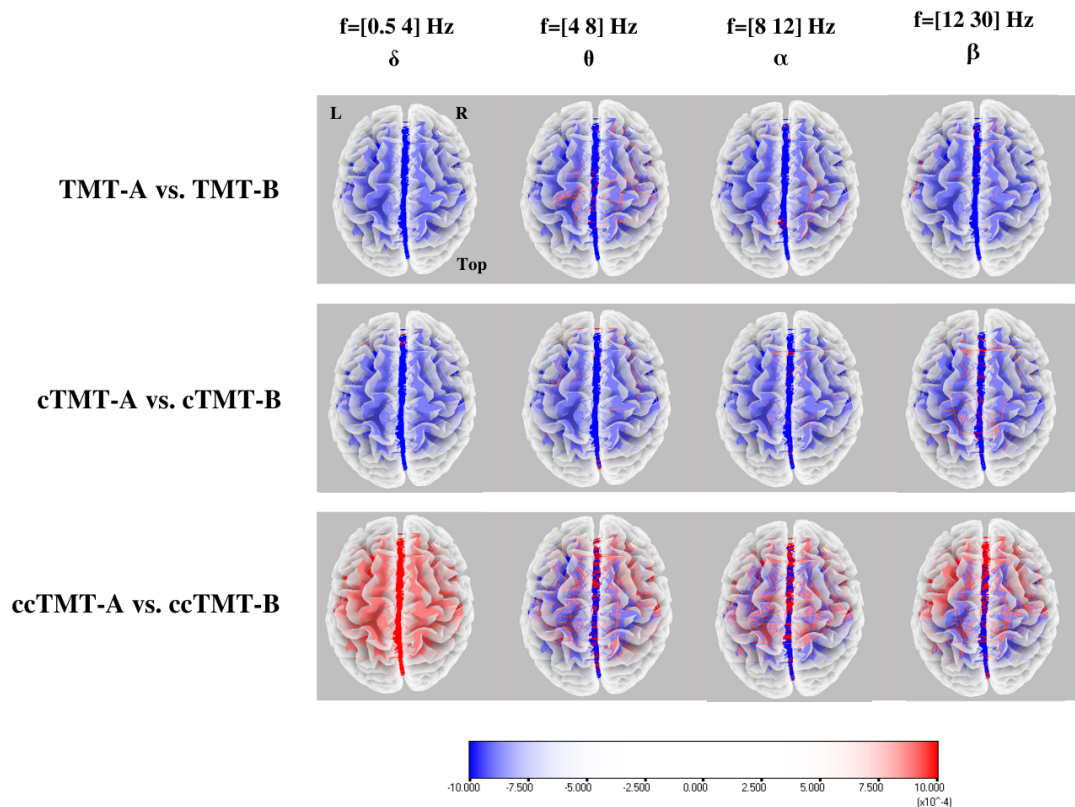 f=[0.5 4] Hz f=[4 8] Hz f=[8 12] Hz f=[12 30] Hz
δ θ α β
L R
TMT-A vs. TMT-B
Top
cTMT-A vs. cTMT-B
ccTMT-A vs. ccTMT-B
-10.000 -7.500 -5.000 -2.500 0.000 2.500 5.000 7.500 10.000
[x10^-4]